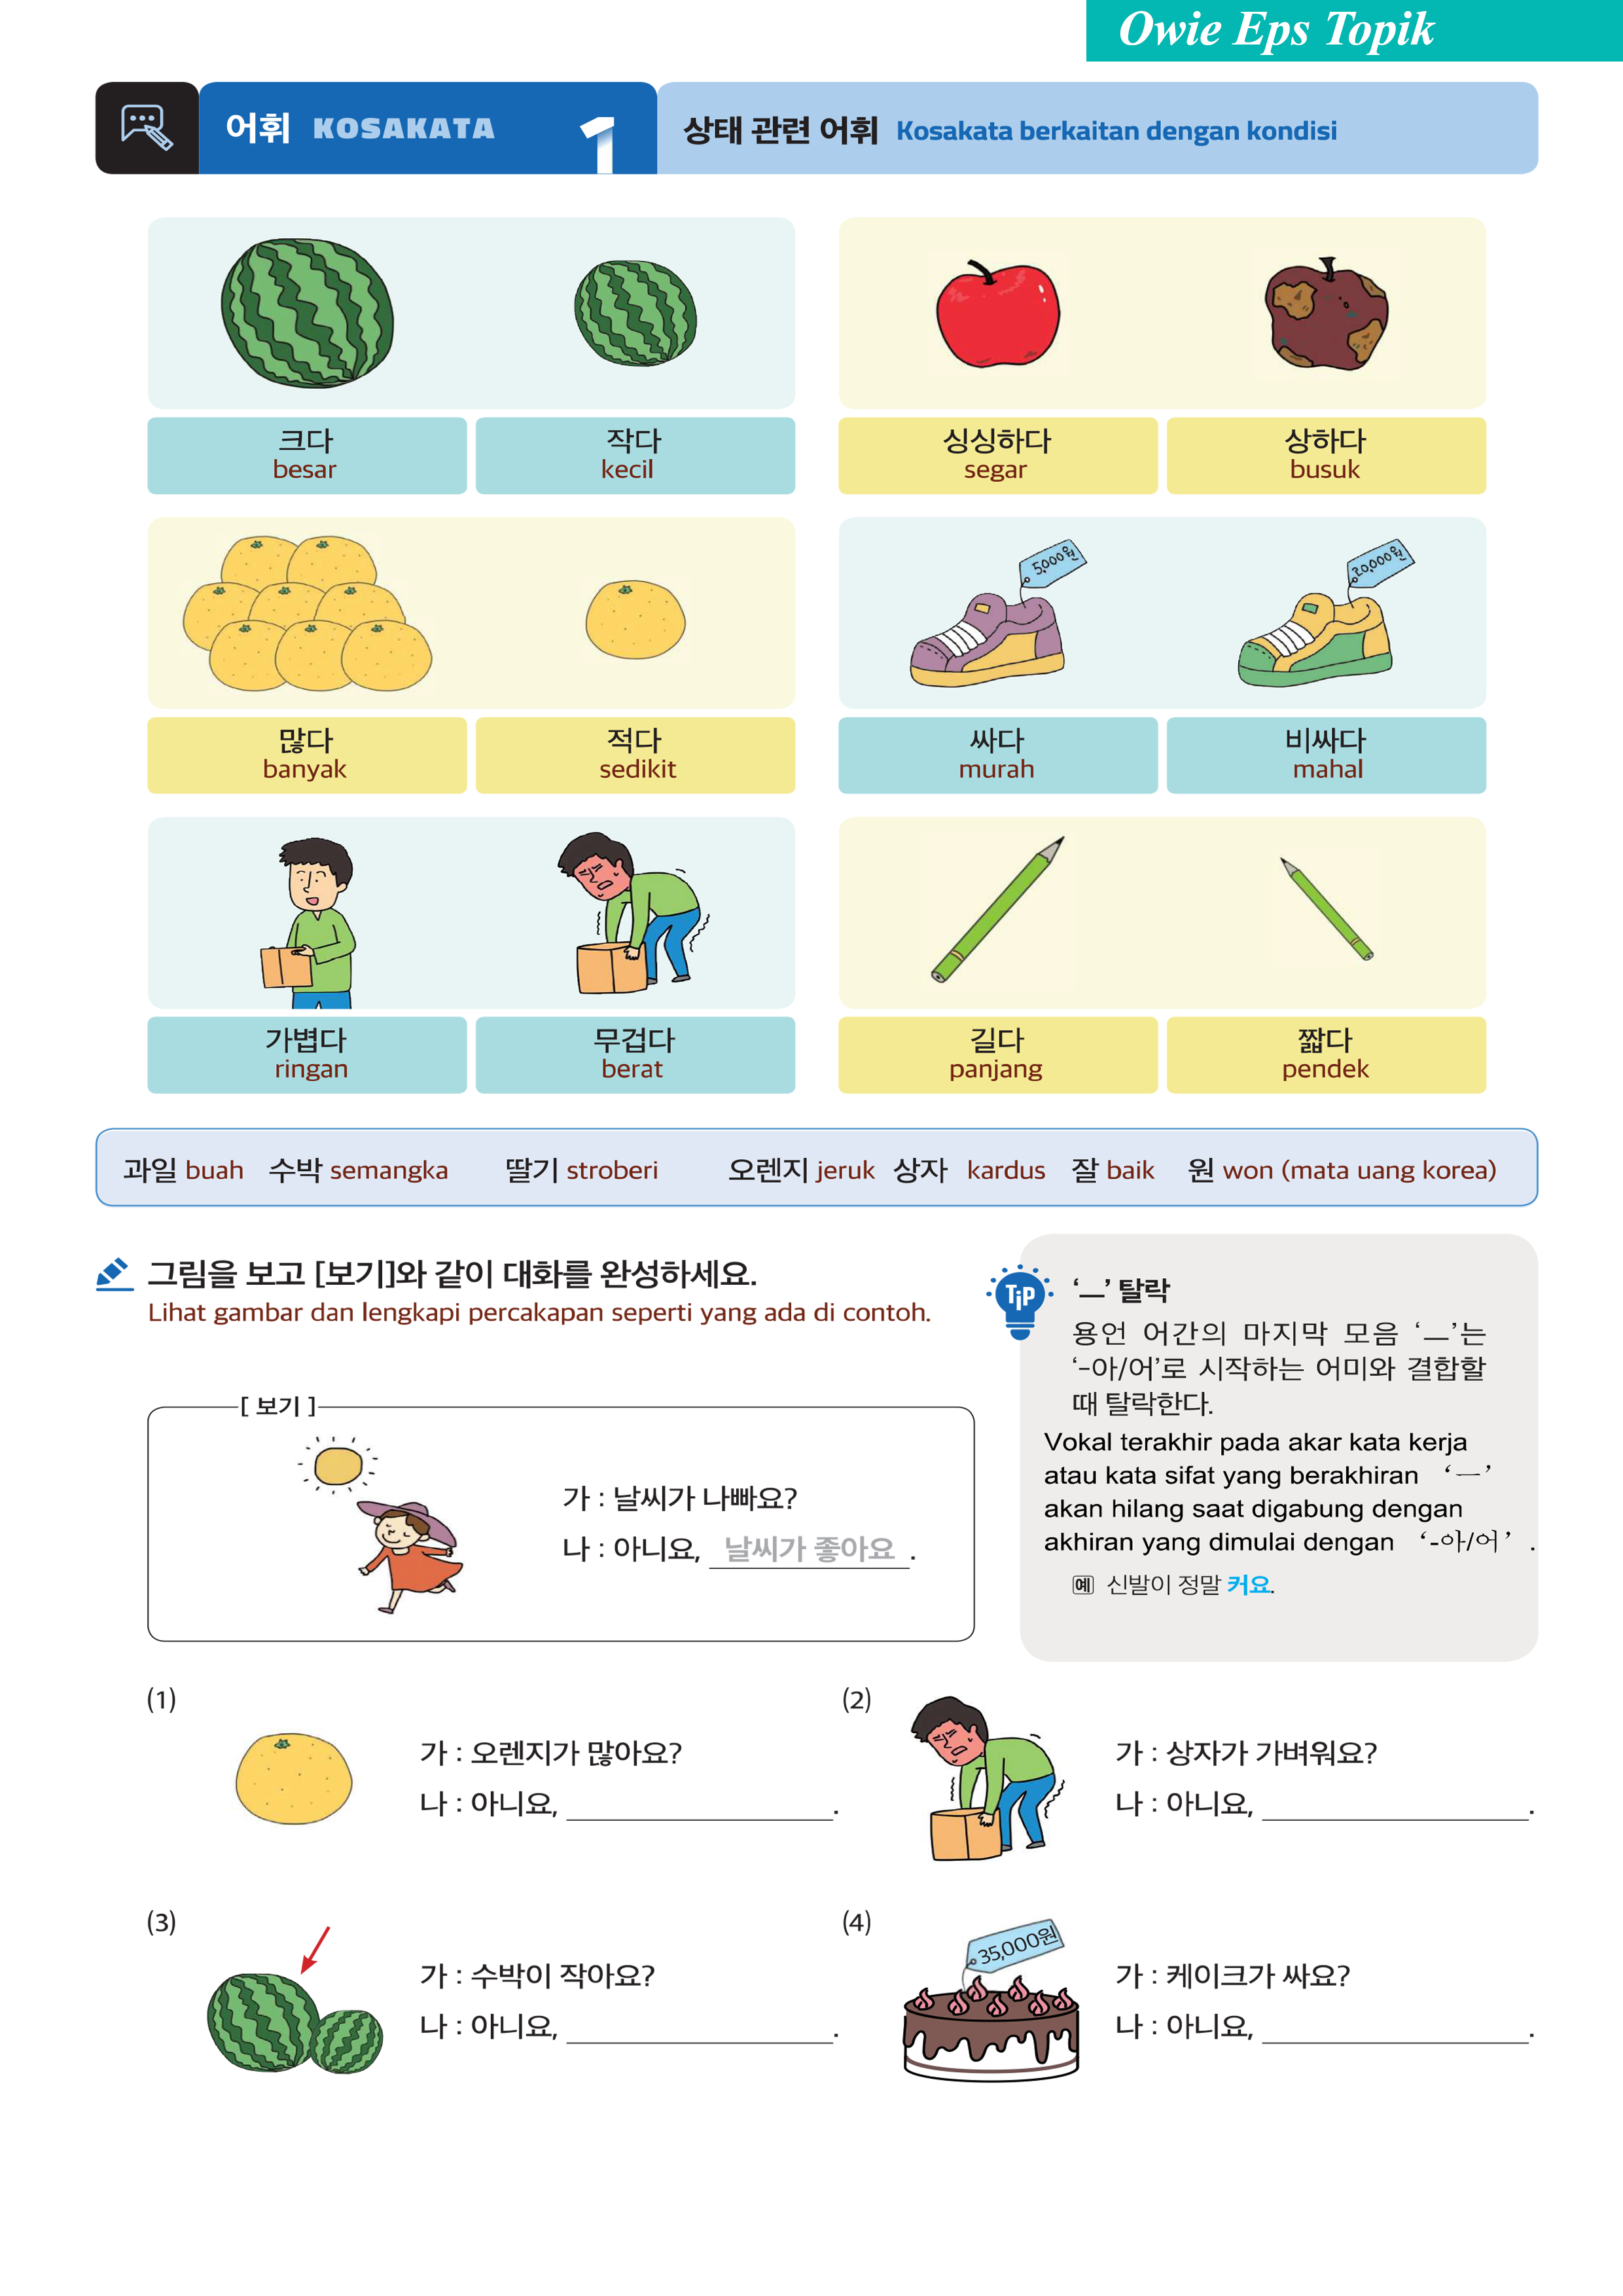 Owie Eps Topik
어휘 KOSAKATA 1 상태 관련 어휘 Kosakata berkaitan dengan kondisi
크다 작다 싱싱하다 상하다
besar kecil segar busuk
5,000원 20,000원
많다 적다 싸다 비싸다
banyak sedikit murah mahal
가볍다 무겁다 길다 짧다
ringan berat panjang pendek
과일 buah 수박 semangka 딸기 stroberi 오렌지 jeruk 상자 kardus 잘 baik 원 won (mata uang korea)
그림을 보고 [보기]와 같이 대화를 완성하세요.
Lihat gambar dan lengkapi percakapan seperti yang ada di contoh.
[ 보기 ]
가 : 날씨가 나빠요?
나 : 아니요, 날씨가 좋아요.
TiP ‘ㅡ’ 탈락
용언 어간의 마지막 모음 ‘ㅡ’는
‘-아/어’로 시작하는 어미와 결합할
때 탈락한다.
Vokal terakhir pada akar kata kerja
atau kata sifat yang berakhiran ‘ㅡ’
akan hilang saat digabung dengan
akhiran yang dimulai dengan ‘-아/어’ .
예 신발이 정말 커요.
(1)
가 : 오렌지가 많아요?
나 : 아니요, .
(2)
가 : 상자가 가벼워요?
나 : 아니요, .
(3)
가 : 수박이 작아요?
나 : 아니요, .
(4)
35,000원
가 : 케이크가 싸요?
나 : 아니요, .